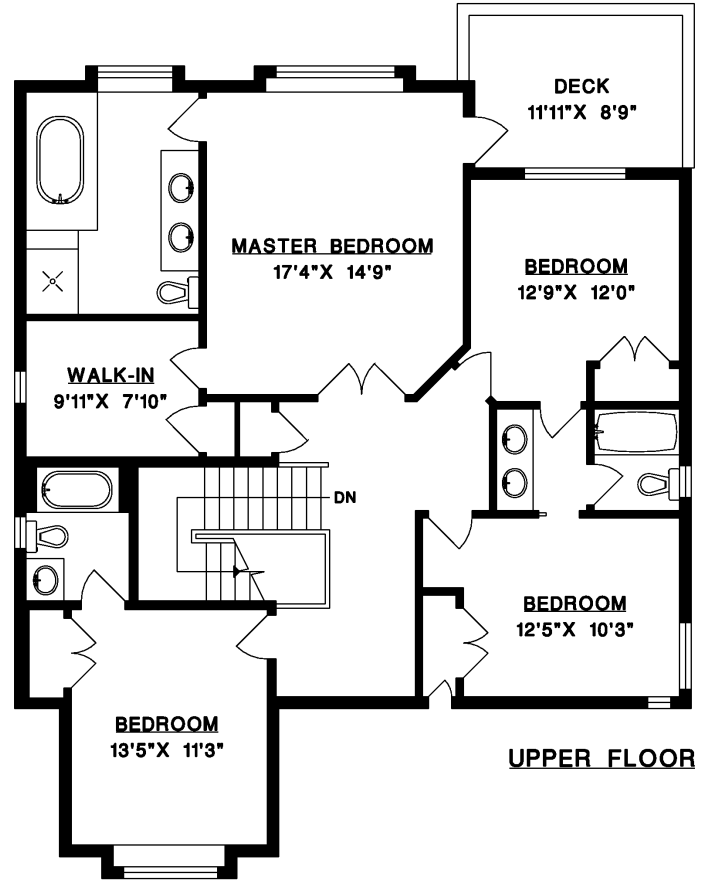 DECK
11'11"X 8'9"
MASTER BEDROOM
17'4"X 14'9"
BEDROOM
12'9"X 12'0"
WALK-IN
9'11"X 7'10"
DN
BEDROOM
12'5"X 10'3"
BEDROOM
13'5"X 11'3"
UPPER FLOOR